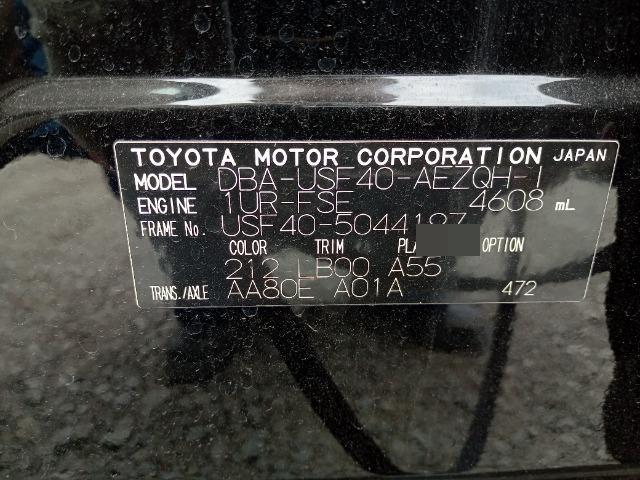 TOYOTA MOTOR CORPORATION JAPAN
MODEL DBA-USF40-AEZQH-I
ENGINE 1UR-FSE 4608 mL
FRAME No. USF40-5044197
COLOR TRIM OPTION
212-LB00 A55
TRANS./AXLE AA80E A01A 472